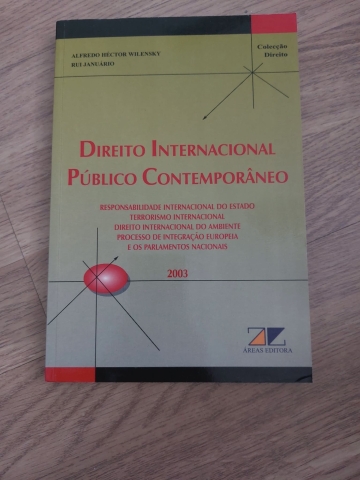 ALFREDO HÉCTOR WILENSKY
RUI JANUÁRIO
Colecção
Direito
DIREITO INTERNACIONAL
PÚBLICO CONTEMPORÂNEO
RESPONSABILIDADE INTERNACIONAL DO ESTADO
TERRORISMO INTERNACIONAL
DIREITO INTERNACIONAL DO AMBIENTE
PROCESSO DE INTEGRAÇÃO EUROPEIA
E OS PARLAMENTOS NACIONAIS
2003
ÁREAS EDITORA